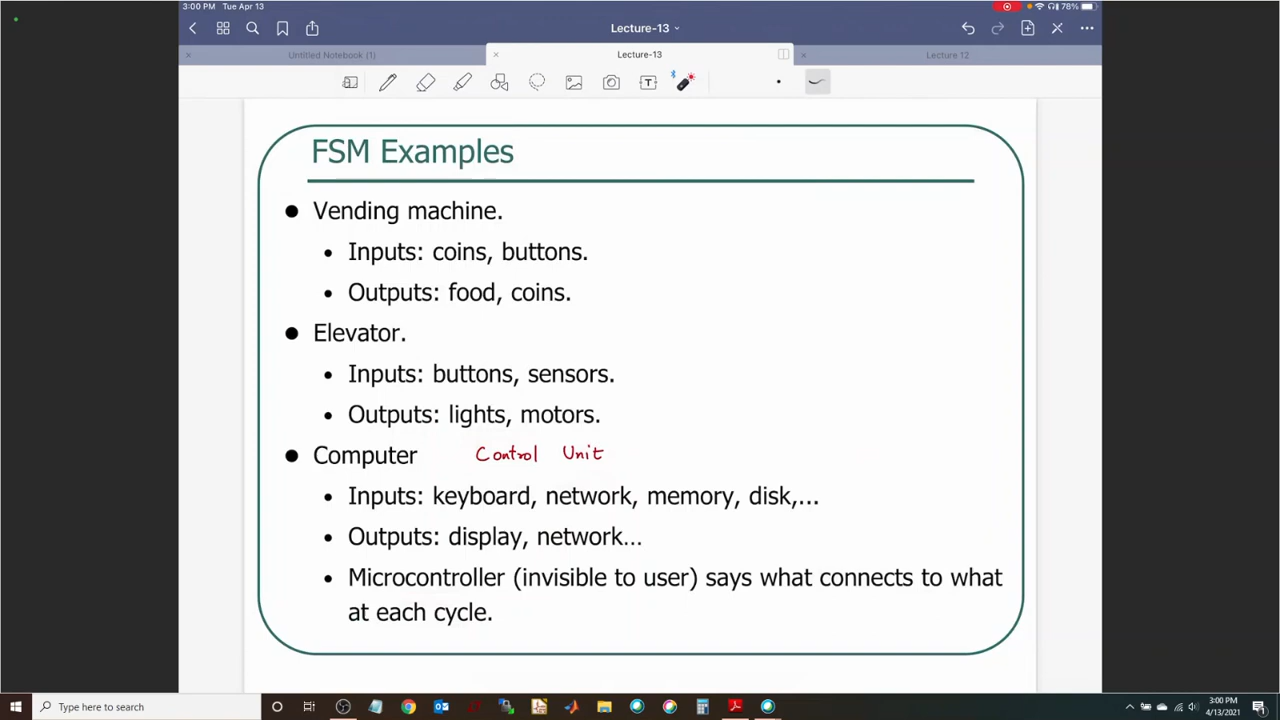 3:00 PM Tue Apr 13
78%
Lecture-13
Untitled Notebook (1)
Lecture-13
Lecture 12
FSM Examples
● Vending machine.
• Inputs: coins, buttons.
• Outputs: food, coins.
● Elevator.
• Inputs: buttons, sensors.
• Outputs: lights, motors.
● Computer Control Unit
• Inputs: keyboard, network, memory, disk,...
• Outputs: display, network...
• Microcontroller (invisible to user) says what connects to what
at each cycle.
Type here to search
3:00 PM
4/13/2021